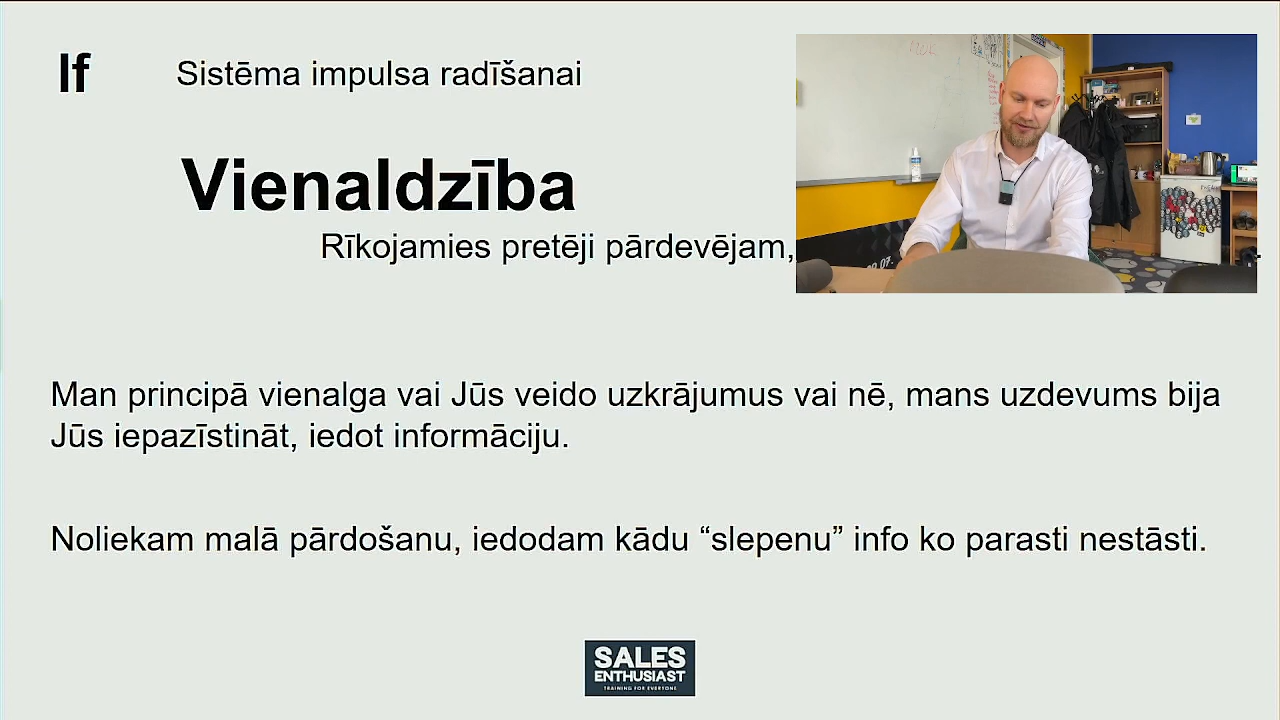 If
Sistēma impulsa radīšanai
Vienaldzība
Rīkojamies pretēji pārdevējam,
Man principā vienalga vai Jūs veido uzkrājumus vai nē, mans uzdevums bija
Jūs iepazīstināt, iedot informāciju.
Noliekam malā pārdošanu, iedodam kādu “slepenu” info ko parasti nestāsti.
SALES
ENTHUSIAST
TRAINING FOR EVERYONE